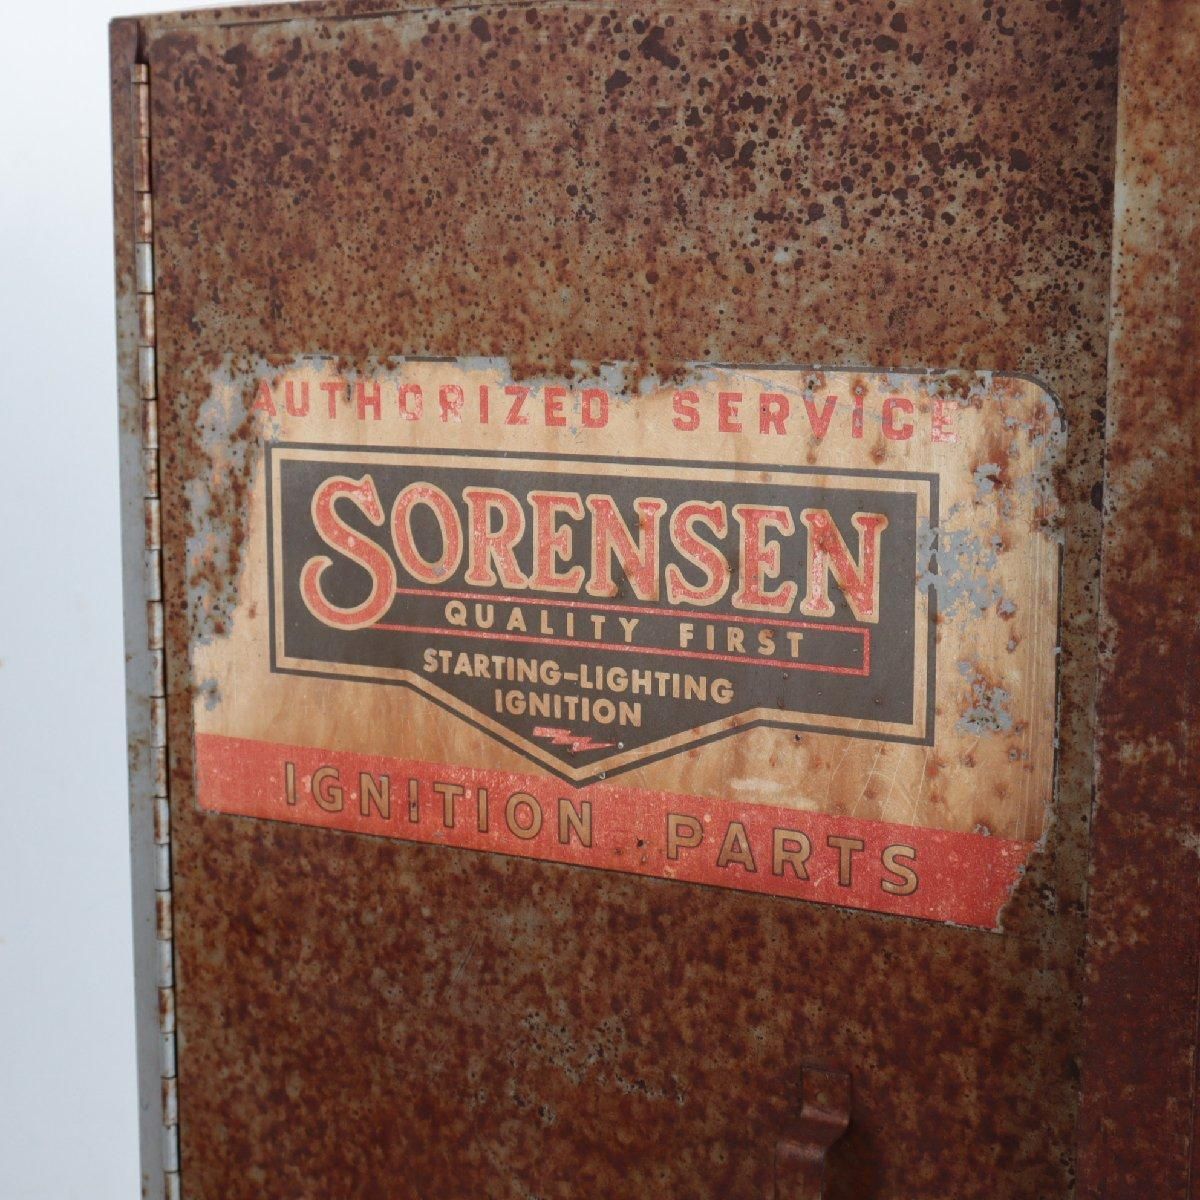 AUTHORIZED SERVICE
SORENSEN
QUALITY FIRST
STARTING-LIGHTING
IGNITION
IGNITION PARTS